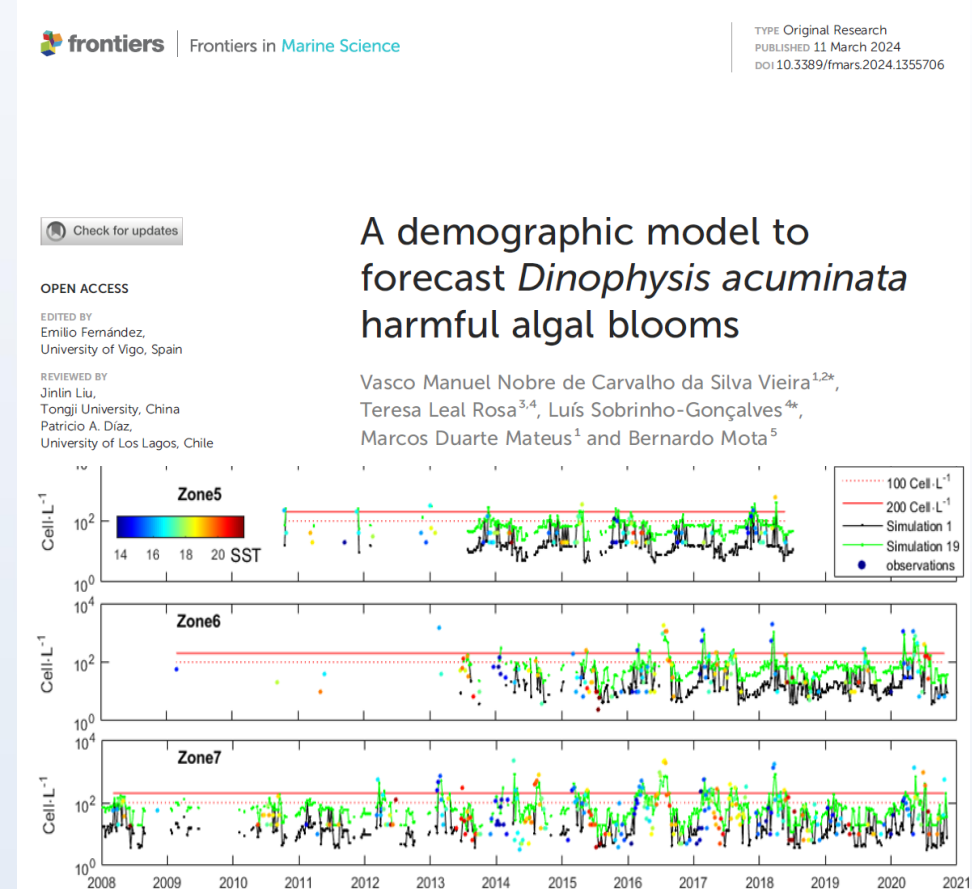 frontiers | Frontiers in Marine Science
TYPE Original Research
PUBLISHED 11 March 2024
DOI 10.3389/fmars.2024.1355706
Check for updates
OPEN ACCESS
EDITED BY
Emilio Fernández,
University of Vigo, Spain
REVIEWED BY
Jinlin Liu,
Tongji University, China
Patricio A. Díaz,
University of Los Lagos, Chile
A demographic model to
forecast Dinophysis acuminata
harmful algal blooms
Vasco Manuel Nobre de Carvalho da Silva Vieira¹,²*,
Teresa Leal Rosa³,⁴, Luís Sobrinho-Gonçalves⁴*,
Marcos Duarte Mateus¹ and Bernardo Mota⁵
Zone5
Cell·L⁻¹
10²
10⁰
14 16 18 20 SST
100 Cell·L⁻¹
200 Cell·L⁻¹
Simulation 1
Simulation 19
observations
Zone6
Cell·L⁻¹
10⁴
10²
10⁰
Zone7
Cell·L⁻¹
10⁴
10²
10⁰
2008 2009 2010 2011 2012 2013 2014 2015 2016 2017 2018 2019 2020 2021